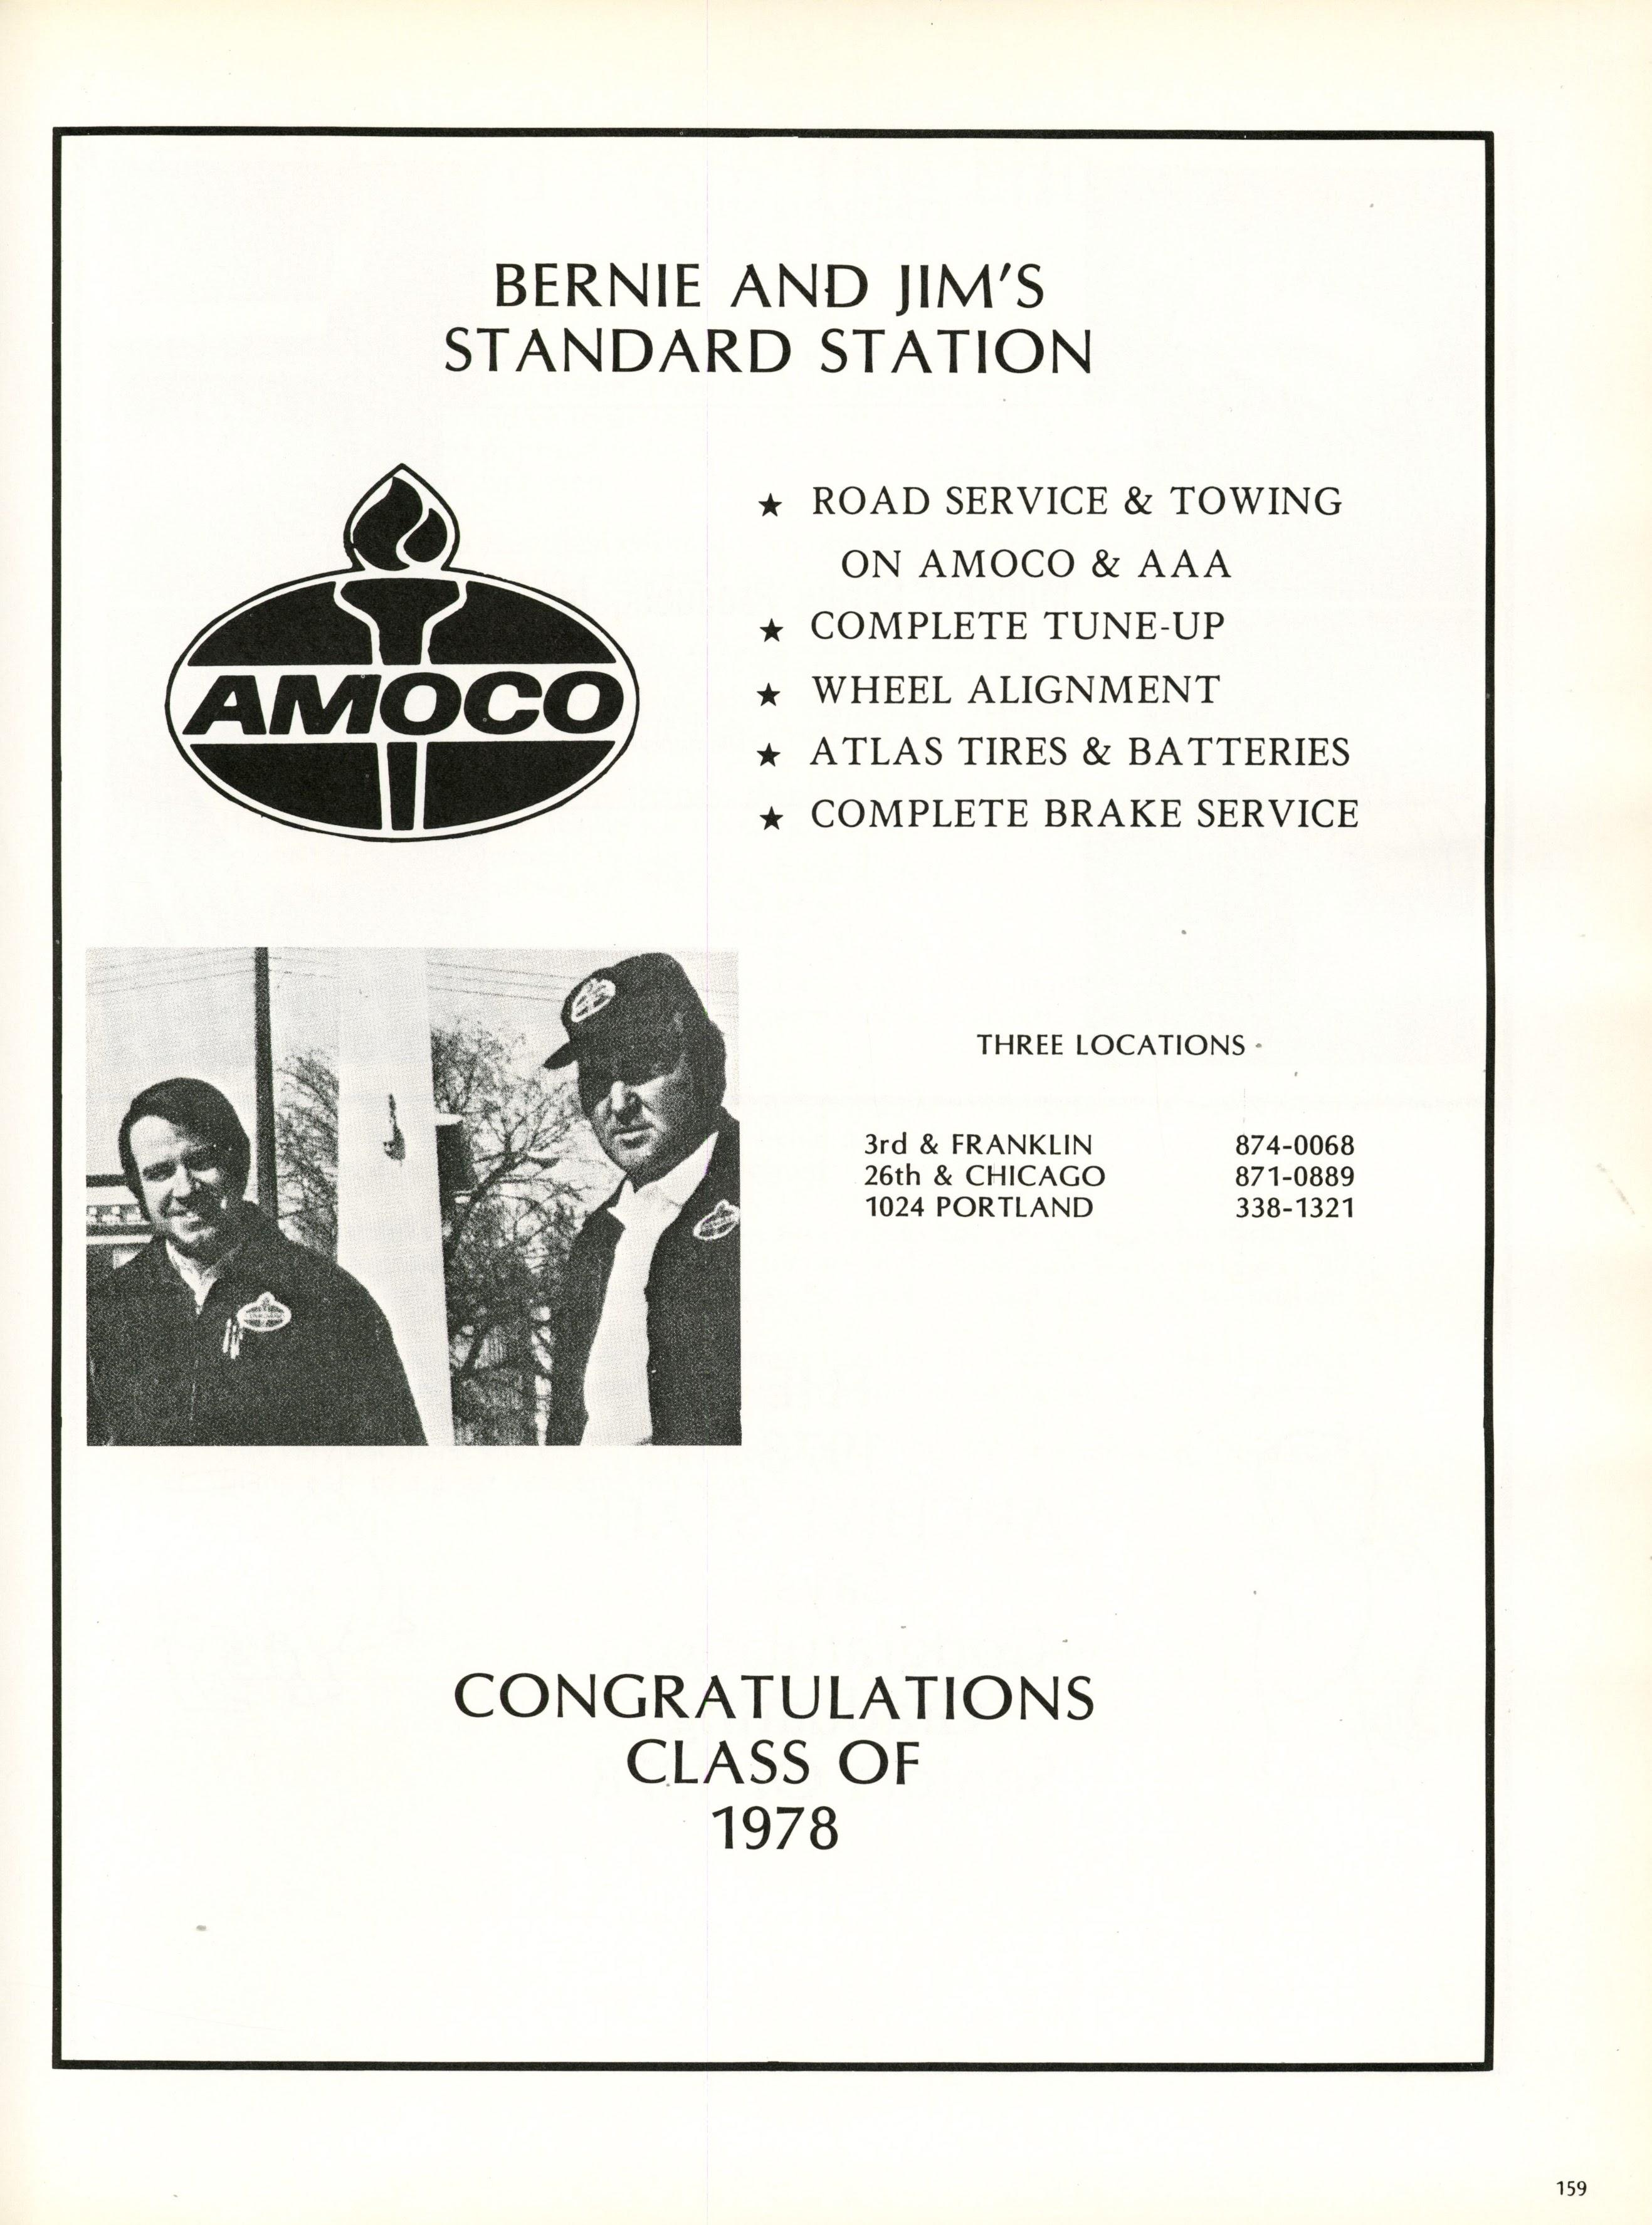 BERNIE AND JIM'S
STANDARD STATION
AMOCO
★ ROAD SERVICE & TOWING
ON AMOCO & AAA
★ COMPLETE TUNE-UP
★ WHEEL ALIGNMENT
★ ATLAS TIRES & BATTERIES
★ COMPLETE BRAKE SERVICE
THREE LOCATIONS
3rd & FRANKLIN 874-0068
26th & CHICAGO 871-0889
1024 PORTLAND 338-1321
CONGRATULATIONS
CLASS OF
1978
159